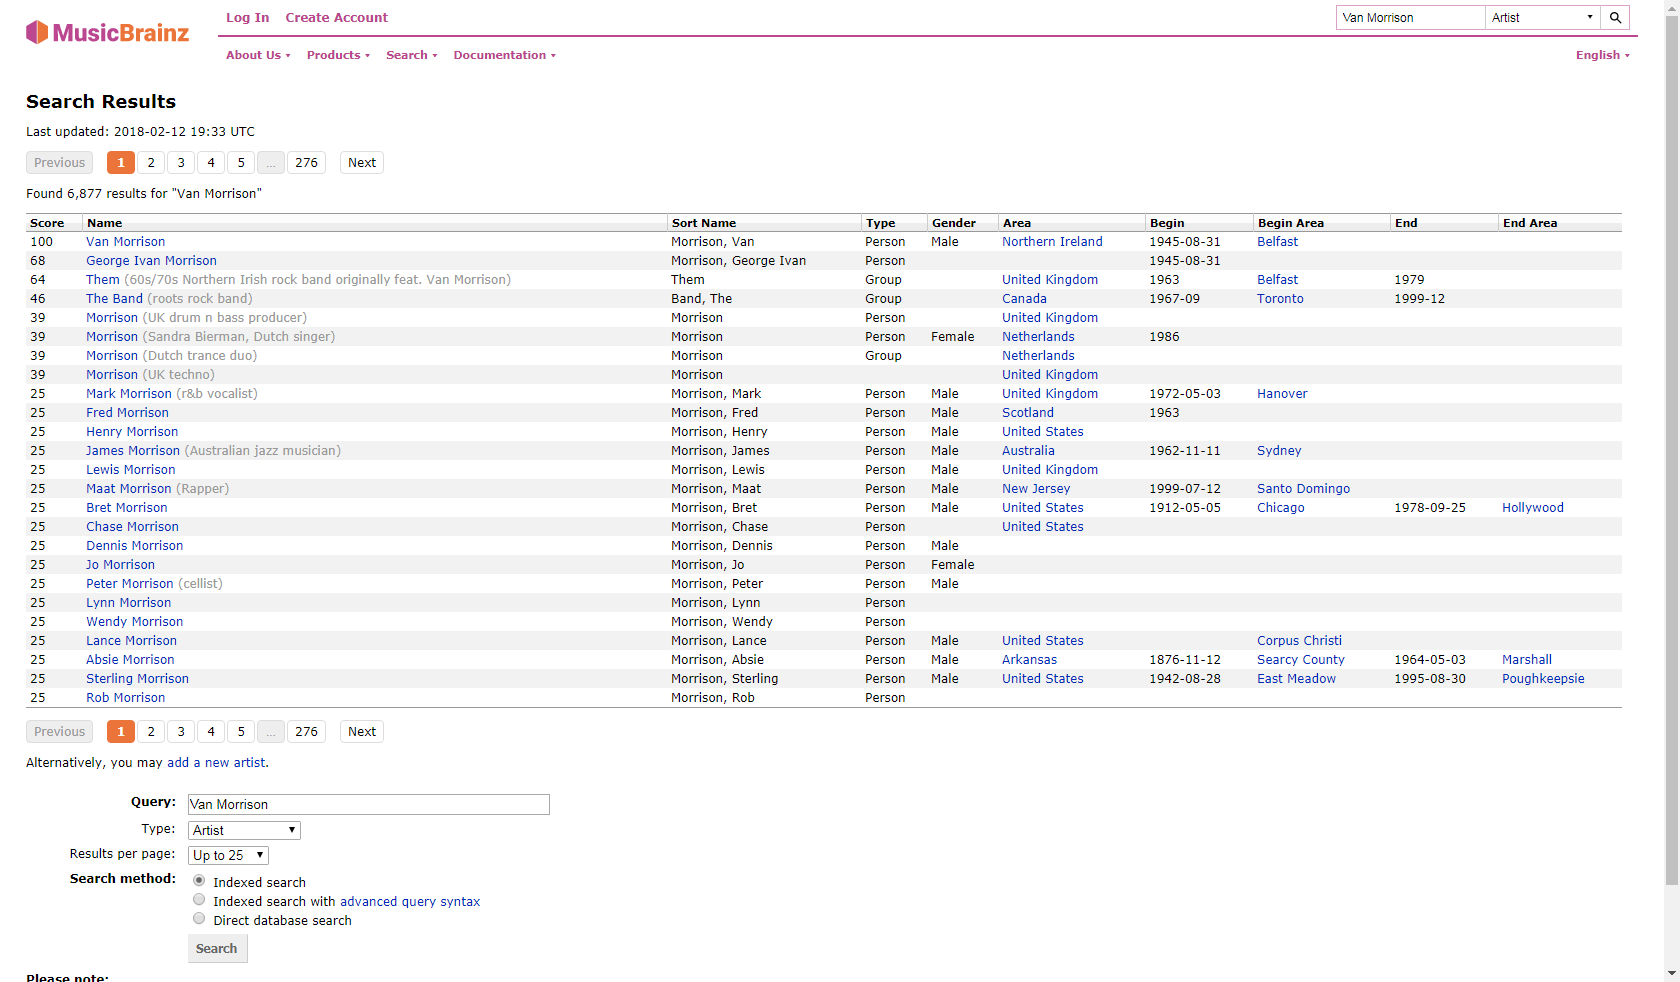 MusicBrainz
Log In Create Account
Van Morrison Artist
About Us Products Search Documentation English
Search Results
Last updated: 2018-02-12 19:33 UTC
Previous 1 2 3 4 5 ... 276 Next
Found 6,877 results for "Van Morrison"
Score Name Sort Name Type Gender Area Begin Begin Area End End Area
100 Van Morrison Morrison, Van Person Male Northern Ireland 1945-08-31 Belfast
68 George Ivan Morrison Morrison, George Ivan Person 1945-08-31
64 Them (60s/70s Northern Irish rock band originally feat. Van Morrison) Them Group United Kingdom 1963 Belfast 1979
46 The Band (roots rock band) Band, The Group Canada 1967-09 Toronto 1999-12
39 Morrison (UK drum n bass producer) Morrison Person United Kingdom
39 Morrison (Sandra Bierman, Dutch singer) Morrison Person Female Netherlands 1986
39 Morrison (Dutch trance duo) Morrison Group Netherlands
39 Morrison (UK techno) Morrison United Kingdom
25 Mark Morrison (r&b vocalist) Morrison, Mark Person Male United Kingdom 1972-05-03 Hanover
25 Fred Morrison Morrison, Fred Person Male Scotland 1963
25 Henry Morrison Morrison, Henry Person Male United States
25 James Morrison (Australian jazz musician) Morrison, James Person Male Australia 1962-11-11 Sydney
25 Lewis Morrison Morrison, Lewis Person Male United Kingdom
25 Maat Morrison (Rapper) Morrison, Maat Person Male New Jersey 1999-07-12 Santo Domingo
25 Bret Morrison Morrison, Bret Person Male United States 1912-05-05 Chicago 1978-09-25 Hollywood
25 Chase Morrison Morrison, Chase Person United States
25 Dennis Morrison Morrison, Dennis Person Male
25 Jo Morrison Morrison, Jo Person Female
25 Peter Morrison (cellist) Morrison, Peter Person Male
25 Lynn Morrison Morrison, Lynn Person
25 Wendy Morrison Morrison, Wendy Person
25 Lance Morrison Morrison, Lance Person Male United States Corpus Christi
25 Absie Morrison Morrison, Absie Person Male Arkansas 1876-11-12 Searcy County 1964-05-03 Marshall
25 Sterling Morrison Morrison, Sterling Person Male United States 1942-08-28 East Meadow 1995-08-30 Poughkeepsie
25 Rob Morrison Morrison, Rob Person
Previous 1 2 3 4 5 ... 276 Next
Alternatively, you may add a new artist.
Query: Van Morrison
Type: Artist
Results per page: Up to 25
Search method: Indexed search
Indexed search with advanced query syntax
Direct database search
Search
Please note: